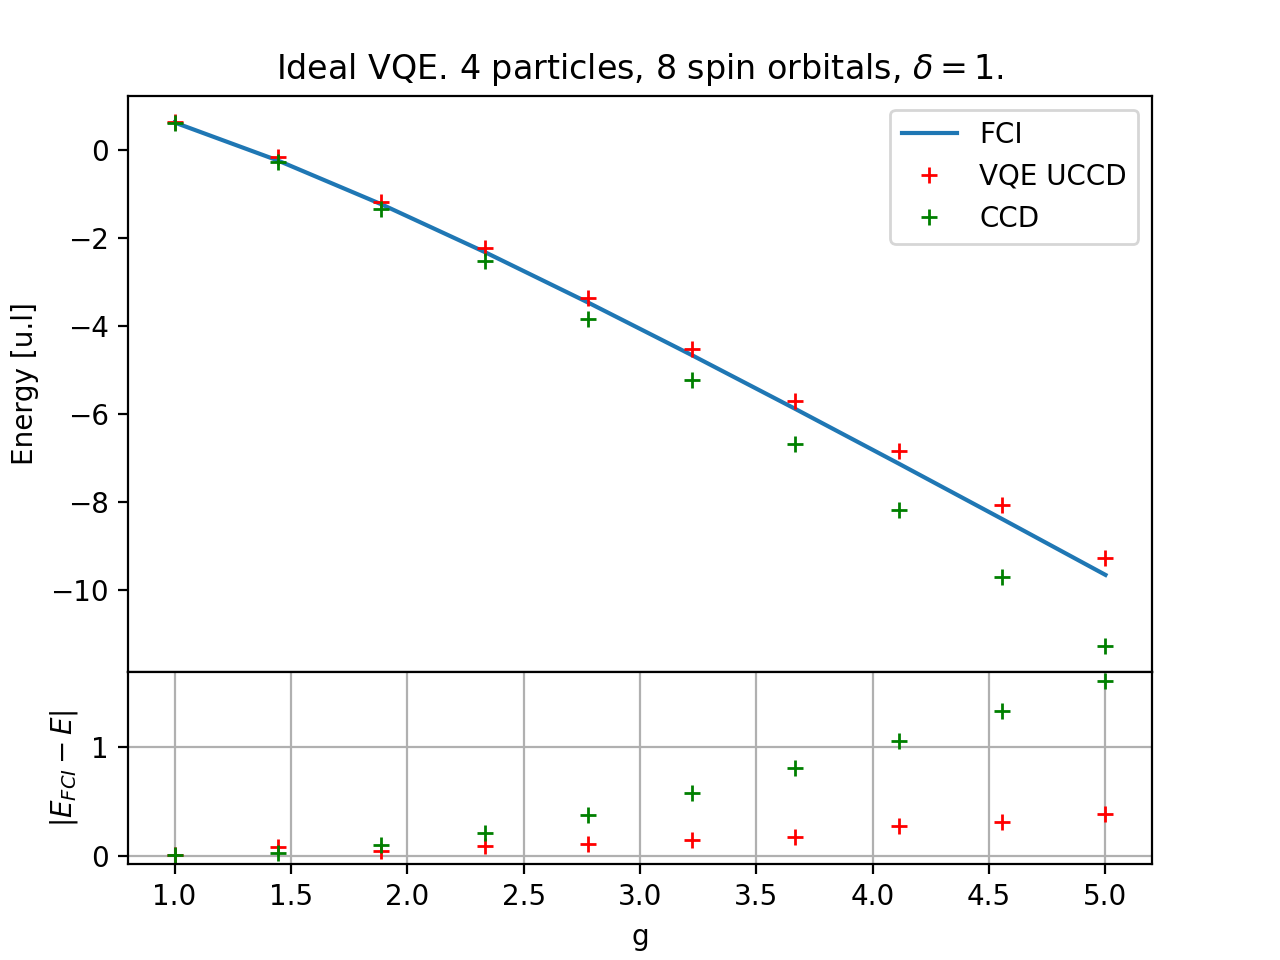 Ideal VQE. 4 particles, 8 spin orbitals, δ = 1.
FCI
VQE UCCD
CCD
Energy [u.l]
0
−2
−4
−6
−8
−10
|E_{FCI} − E|
1
0
1.0 1.5 2.0 2.5 3.0 3.5 4.0 4.5 5.0
g